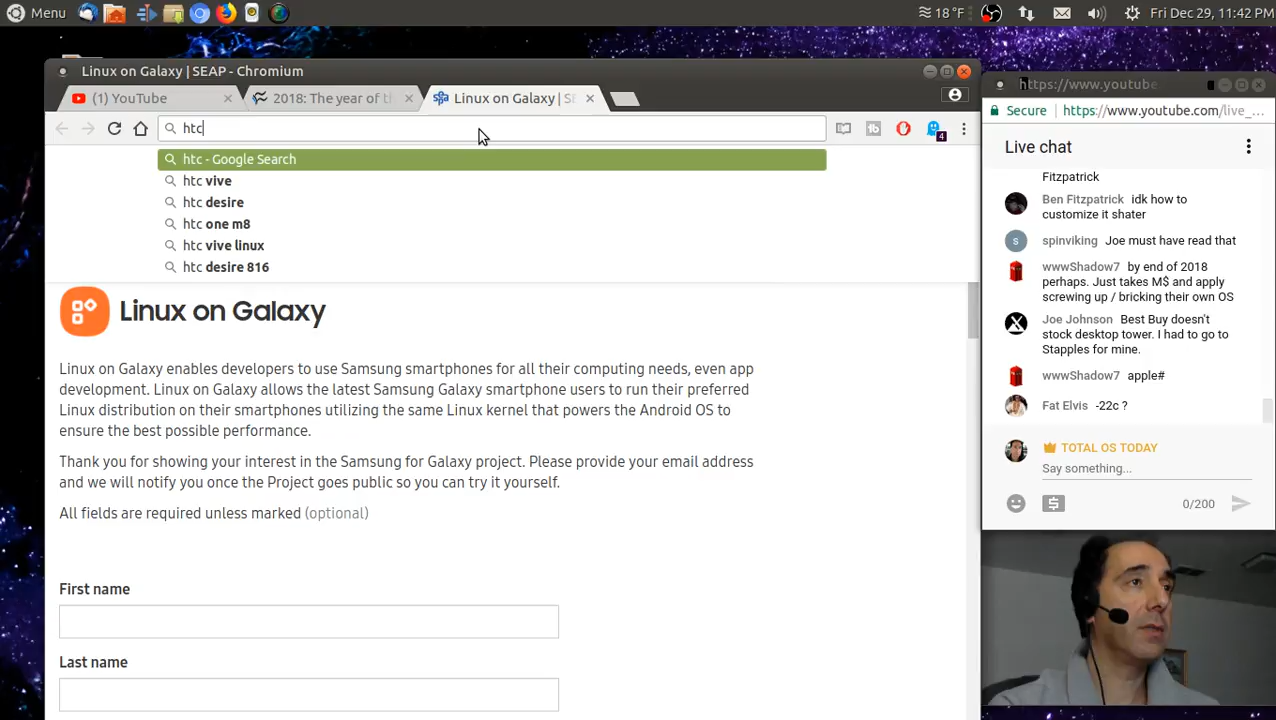 Menu
18 °F
Fri Dec 29, 11:42 PM
Linux on Galaxy | SEAP - Chromium
(1) YouTube
2018: The year of th
Linux on Galaxy | SE
htc
4
htc - Google Search
htc vive
htc desire
htc one m8
htc vive linux
htc desire 816
Linux on Galaxy
Linux on Galaxy enables developers to use Samsung smartphones for all their computing needs, even app
development. Linux on Galaxy allows the latest Samsung Galaxy smartphone users to run their preferred
Linux distribution on their smartphones utilizing the same Linux kernel that powers the Android OS to
ensure the best possible performance.
Thank you for showing your interest in the Samsung for Galaxy project. Please provide your email address
and we will notify you once the Project goes public so you can try it yourself.
All fields are required unless marked (optional)
First name
Last name
https://www.youtube
Secure
https://www.youtube.com/live_...
Live chat
Fitzpatrick
Ben Fitzpatrick idk how to
customize it shater
spinviking Joe must have read that
wwwShadow7 by end of 2018
perhaps. Just takes M$ and apply
screwing up / bricking their own OS
Joe Johnson Best Buy doesn't
stock desktop tower. I had to go to
Stapples for mine.
wwwShadow7 apple#
Fat Elvis -22c ?
TOTAL OS TODAY
Say something...
0/200